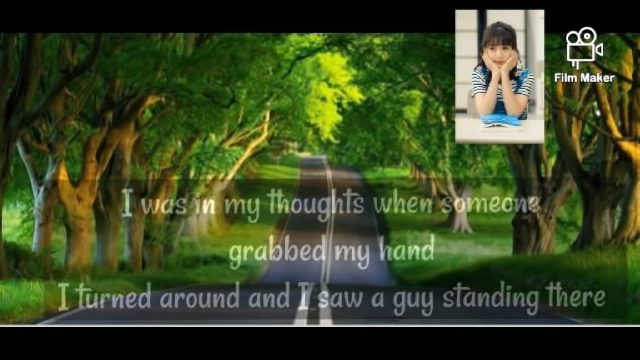 Film Maker
I was in my thoughts when someone
grabbed my hand
I turned around and I saw a guy standing there